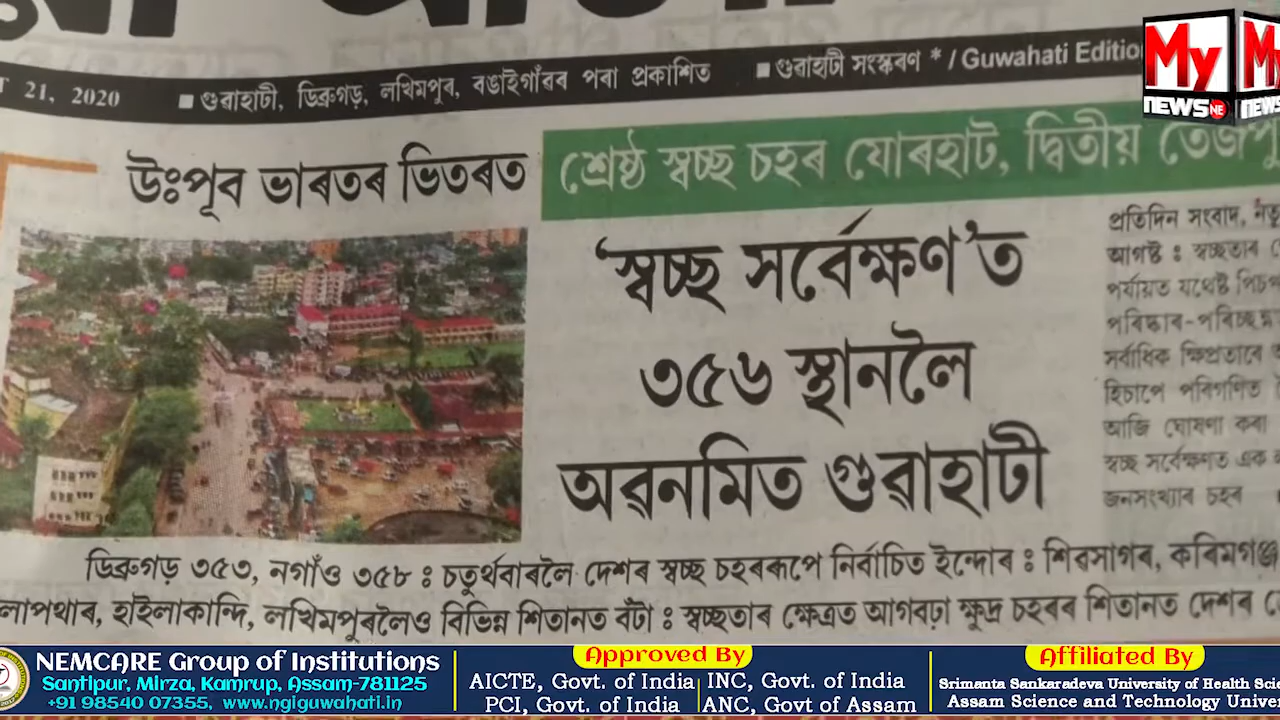 21, 2020 ■ গুৱাহাটী, ডিব্ৰুগড়, লখিমপুৰ, বঙাইগাঁৱৰ পৰা প্ৰকাশিত ■ গুৱাহাটী সংস্কৰণ * / Guwahati Edition
My
NEWS NE
উঃপূব ভাৰতৰ ভিতৰত
শ্ৰেষ্ঠ স্বচ্ছ চহৰ যোৰহাট, দ্বিতীয়
‘স্বচ্ছ সৰ্বেক্ষণ’ত
৩৫৬ স্থানলৈ
অৱনমিত গুৱাহাটী
প্ৰতিদিন সংবাদ,
আগষ্ট : স্বচ্ছতাৰ
পৰ্যায়ত যথেষ্ট
পৰিষ্কাৰ-পৰিচ্ছন্ন
সৰ্বাধিক ক্ষিপ্ৰতাৰে
হিচাপে পৰিগণিত
আজি ঘোষণা কৰা
স্বচ্ছ সৰ্বেক্ষণত এক
জনসংখ্যাৰ চহৰ
ডিব্ৰুগড় ৩৫৩, নগাঁও ৩৫৮ : চতুৰ্থবাৰলৈ দেশৰ স্বচ্ছ চহৰৰূপে নিৰ্বাচিত ইন্দোৰ : শিৱসাগৰ, কৰিমগঞ্জ
লাপথাৰ, হাইলাকান্দি, লখিমপুৰলৈও বিভিন্ন শিতানত বঁটা : স্বচ্ছতাৰ ক্ষেত্ৰত আগবঢ়া ক্ষুদ্ৰ চহৰৰ শিতানত দেশৰ
NEMCARE Group of Institutions
Santipur, Mirza, Kamrup, Assam-781125
+91 98540 07355, www.ngiguwahati.in
Approved By
AICTE, Govt. of India INC, Govt. of India
PCI, Govt. of India ANC, Govt of Assam
Affiliated By
Srimanta Sankaradeva University of Health
Assam Science and Technology